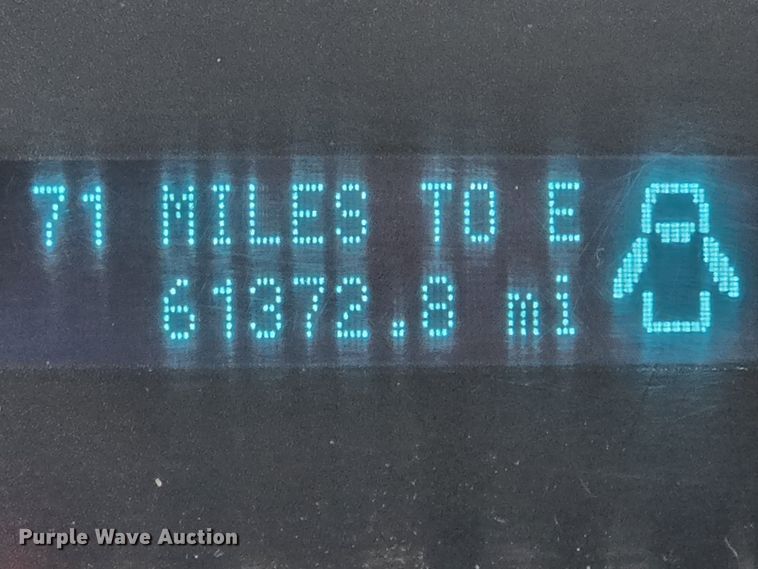 71 MILES TO E
61372.8 mi
Purple Wave Auction